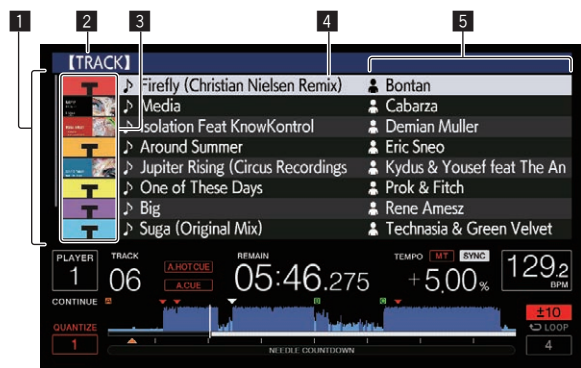 1 2 3 4 5
【TRACK】
Firefly (Christian Nielsen Remix) Bontan
Media Cabarza
Isolation Feat KnowKontrol Demian Muller
Around Summer Eric Sneo
Jupiter Rising (Circus Recordings Kydus & Yousef feat The An
One of These Days Prok & Fitch
Big Rene Amesz
Suga (Original Mix) Technasia & Green Velvet
PLAYER 1 TRACK 06 A.HOT CUE A.CUE REMAIN 05:46.275 TEMPO MT SYNC +5.00% 129.2 BPM
CONTINUE
QUANTIZE 1
±10
LOOP
4
NEEDLE COUNTDOWN